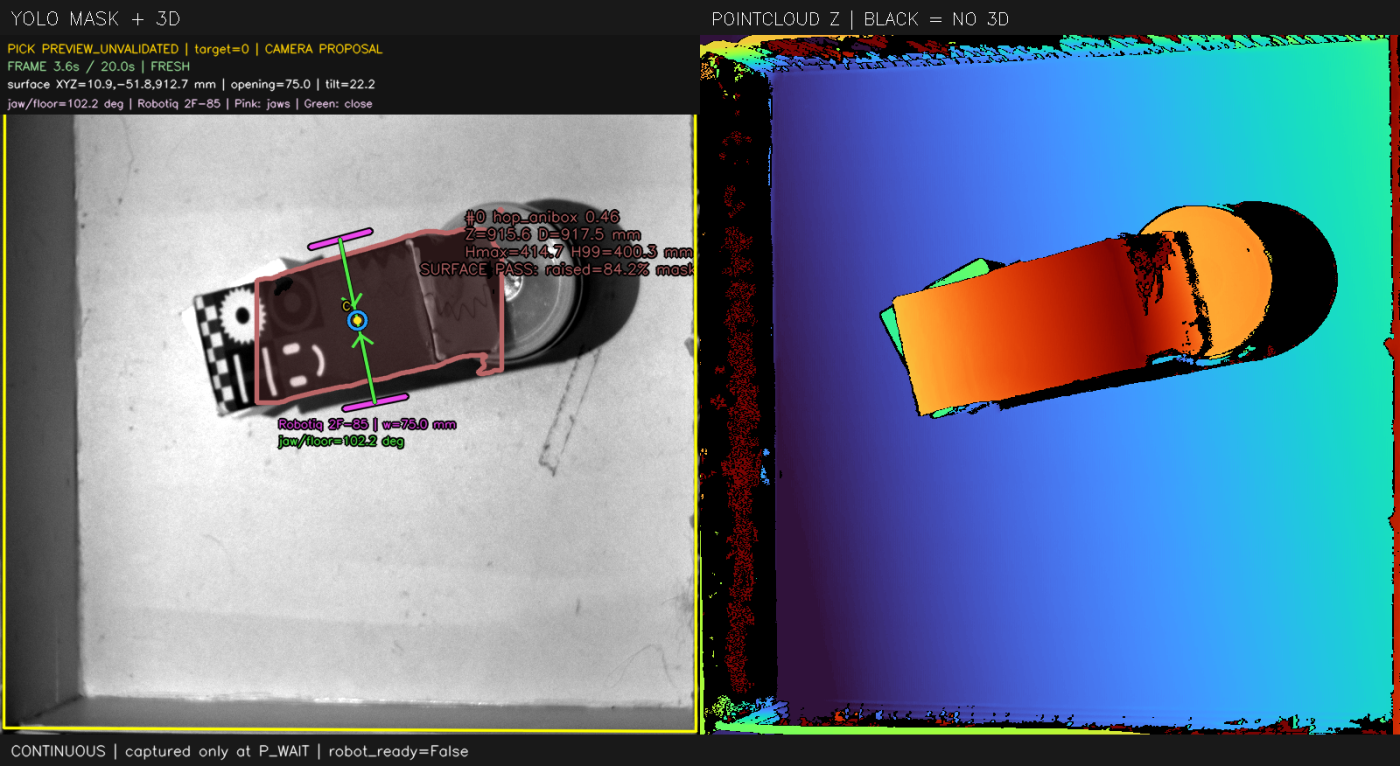 YOLO MASK + 3D
POINTCLOUD Z | BLACK = NO 3D
PICK PREVIEW_UNVALIDATED | target=0 | CAMERA PROPOSAL
FRAME 3.6s / 20.0s | FRESH
surface XYZ=10.9,-51.8,912.7 mm | opening=75.0 | tilt=22.2
jaw/floor=102.2 deg | Robotiq 2F-85 | Pink: jaws | Green: close
#0 hop_anibox 0.46
Z=915.6 D=917.5 mm
Hmax=414.7 H99=400.3 mm
SURFACE PASS: raised=84.2% mask
C
Robotiq 2F-85 | w=75.0 mm
jaw/floor=102.2 deg
CONTINUOUS | captured only at P_WAIT | robot_ready=False